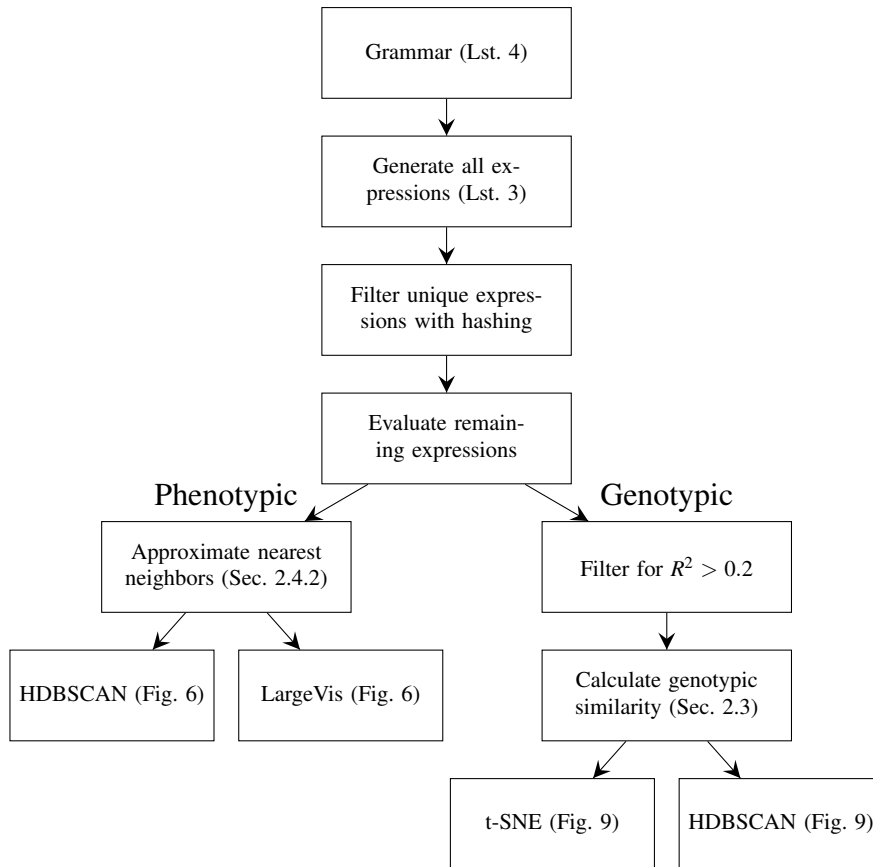 Grammar (Lst. 4)
Generate all ex-
pressions (Lst. 3)
Filter unique expres-
sions with hashing
Evaluate remain-
ing expressions
Phenotypic
Genotypic
Approximate nearest
neighbors (Sec. 2.4.2)
Filter for R² > 0.2
HDBSCAN (Fig. 6)
LargeVis (Fig. 6)
Calculate genotypic
similarity (Sec. 2.3)
t-SNE (Fig. 9)
HDBSCAN (Fig. 9)